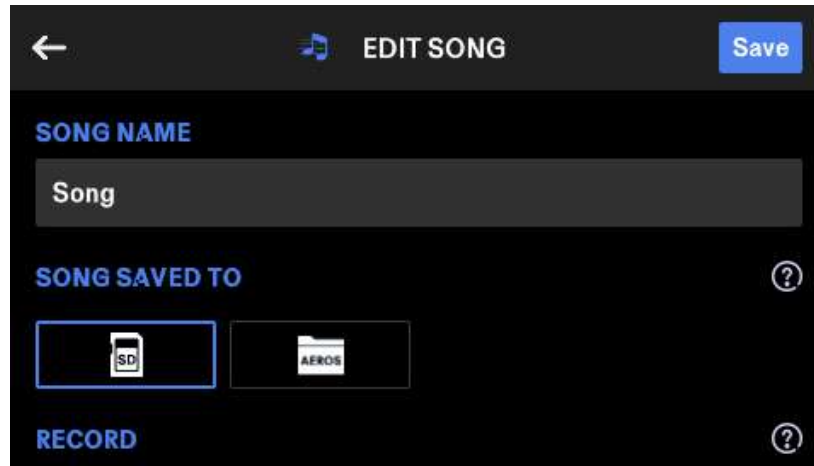 EDIT SONG Save
SONG NAME
Song
SONG SAVED TO ?
SD AEROS
RECORD ?